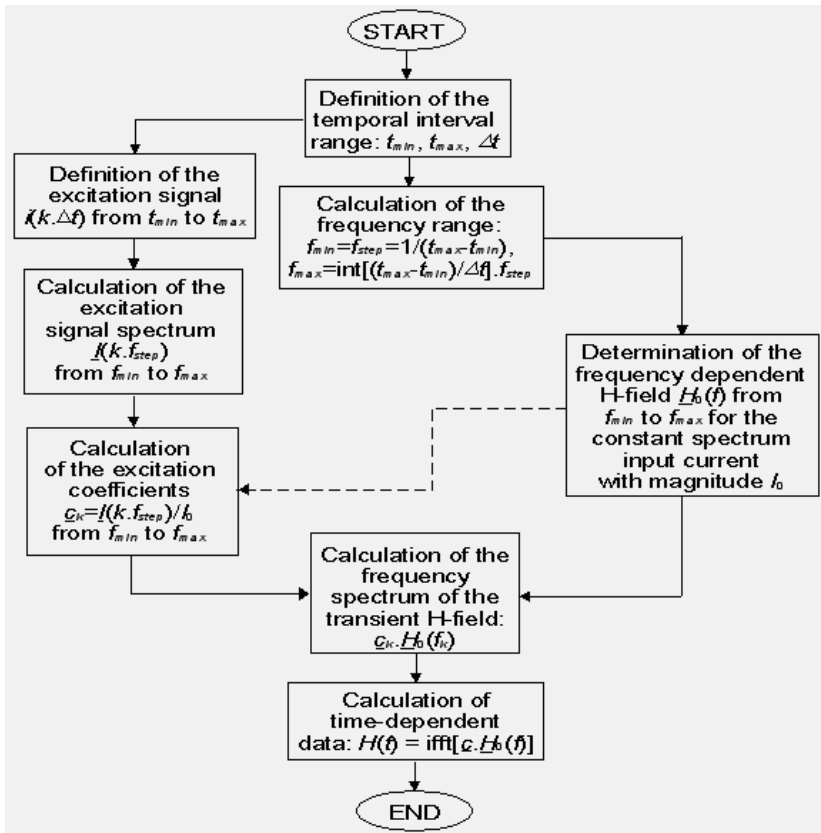 START
Definition of the
temporal interval
range: tmin, tmax, Δt
Definition of the
excitation signal
i(k.Δt) from tmin to tmax
Calculation of the
frequency range:
fmin=fstep=1/(tmax-tmin),
fmax=int[(tmax-tmin)/Δt].fstep
Calculation of the
excitation
signal spectrum
I(k.fstep)
from fmin to fmax
Determination of the
frequency dependent
H-field H0(f) from
fmin to fmax for the
constant spectrum
input current
with magnitude I0
Calculation
of the excitation
coefficients
ck=I(k.fstep)/I0
from fmin to fmax
Calculation of the
frequency
spectrum of the
transient H-field:
ck.H0(fk)
Calculation of
time-dependent
data: H(t) = ifft[c.H0(f)]
END